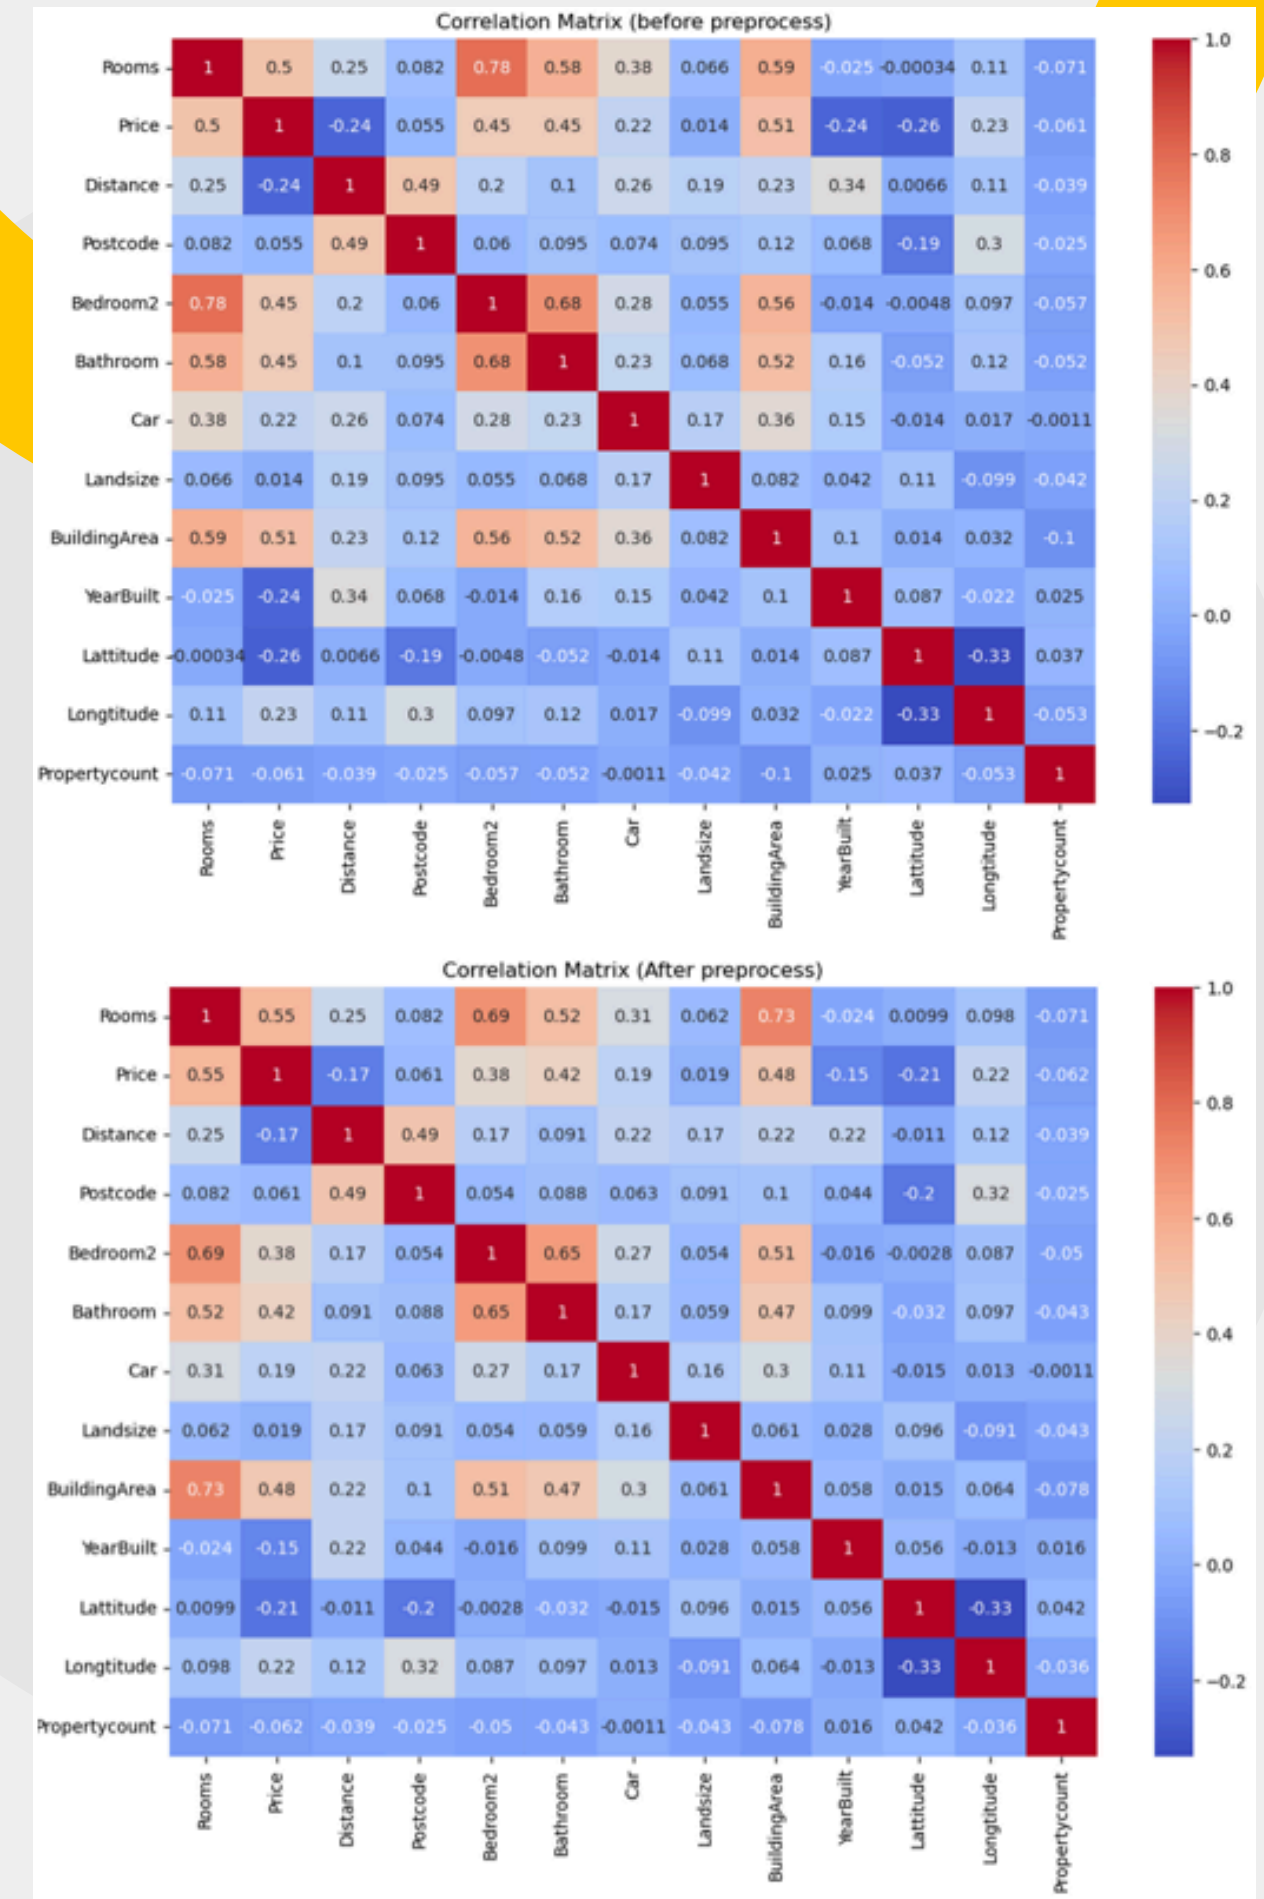 Correlation Matrix (before preprocess)
Rooms 1 0.5 0.25 0.082 0.78 0.58 0.38 0.066 0.59 -0.025 -0.00034 0.11 -0.071
Price 0.5 1 -0.24 0.055 0.45 0.45 0.22 0.014 0.51 -0.24 -0.26 0.23 -0.061
Distance 0.25 -0.24 1 0.49 0.2 0.1 0.26 0.19 0.23 0.34 0.0066 0.11 -0.039
Postcode 0.082 0.055 0.49 1 0.06 0.095 0.074 0.095 0.12 0.068 -0.19 0.3 -0.025
Bedroom2 0.78 0.45 0.2 0.06 1 0.68 0.28 0.055 0.56 -0.014 -0.0048 0.097 -0.057
Bathroom 0.58 0.45 0.1 0.095 0.68 1 0.23 0.068 0.52 0.16 -0.052 0.12 -0.052
Car 0.38 0.22 0.26 0.074 0.28 0.23 1 0.17 0.36 0.15 -0.014 0.017 -0.0011
Landsize 0.066 0.014 0.19 0.095 0.055 0.068 0.17 1 0.082 0.042 0.11 -0.099 -0.042
BuildingArea 0.59 0.51 0.23 0.12 0.56 0.52 0.36 0.082 1 0.1 0.014 0.032 -0.1
YearBuilt -0.025 -0.24 0.34 0.068 -0.014 0.16 0.15 0.042 0.1 1 0.087 -0.022 0.025
Lattitude -0.00034 -0.26 0.0066 -0.19 -0.0048 -0.052 -0.014 0.11 0.014 0.087 1 -0.33 0.037
Longtitude 0.11 0.23 0.11 0.3 0.097 0.12 0.017 -0.099 0.032 -0.022 -0.33 1 -0.053
Propertycount -0.071 -0.061 -0.039 -0.025 -0.057 -0.052 -0.0011 -0.042 -0.1 0.025 0.037 -0.053 1
Rooms Price Distance Postcode Bedroom2 Bathroom Car Landsize BuildingArea YearBuilt Lattitude Longtitude Propertycount
1.0
0.8
0.6
0.4
0.2
0.0
−0.2
Correlation Matrix (After preprocess)
Rooms 1 0.55 0.25 0.082 0.69 0.52 0.31 0.062 0.73 -0.024 0.0099 0.098 -0.071
Price 0.55 1 -0.17 0.061 0.38 0.42 0.19 0.019 0.48 -0.15 -0.21 0.22 -0.062
Distance 0.25 -0.17 1 0.49 0.17 0.091 0.22 0.17 0.22 0.22 -0.011 0.12 -0.039
Postcode 0.082 0.061 0.49 1 0.054 0.088 0.063 0.091 0.1 0.044 -0.2 0.32 -0.025
Bedroom2 0.69 0.38 0.17 0.054 1 0.65 0.27 0.054 0.51 -0.016 -0.0028 0.087 -0.05
Bathroom 0.52 0.42 0.091 0.088 0.65 1 0.17 0.059 0.47 0.099 -0.032 0.097 -0.043
Car 0.31 0.19 0.22 0.063 0.27 0.17 1 0.16 0.3 0.11 -0.015 0.013 -0.0011
Landsize 0.062 0.019 0.17 0.091 0.054 0.059 0.16 1 0.061 0.028 0.096 -0.091 -0.043
BuildingArea 0.73 0.48 0.22 0.1 0.51 0.47 0.3 0.061 1 0.058 0.015 0.064 -0.078
YearBuilt -0.024 -0.15 0.22 0.044 -0.016 0.099 0.11 0.028 0.058 1 0.056 -0.013 0.016
Lattitude 0.0099 -0.21 -0.011 -0.2 -0.0028 -0.032 -0.015 0.096 0.015 0.056 1 -0.33 0.042
Longtitude 0.098 0.22 0.12 0.32 0.087 0.097 0.013 -0.091 0.064 -0.013 -0.33 1 -0.036
Propertycount -0.071 -0.062 -0.039 -0.025 -0.05 -0.043 -0.0011 -0.043 -0.078 0.016 0.042 -0.036 1
Rooms Price Distance Postcode Bedroom2 Bathroom Car Landsize BuildingArea YearBuilt Lattitude Longtitude Propertycount
1.0
0.8
0.6
0.4
0.2
0.0
−0.2